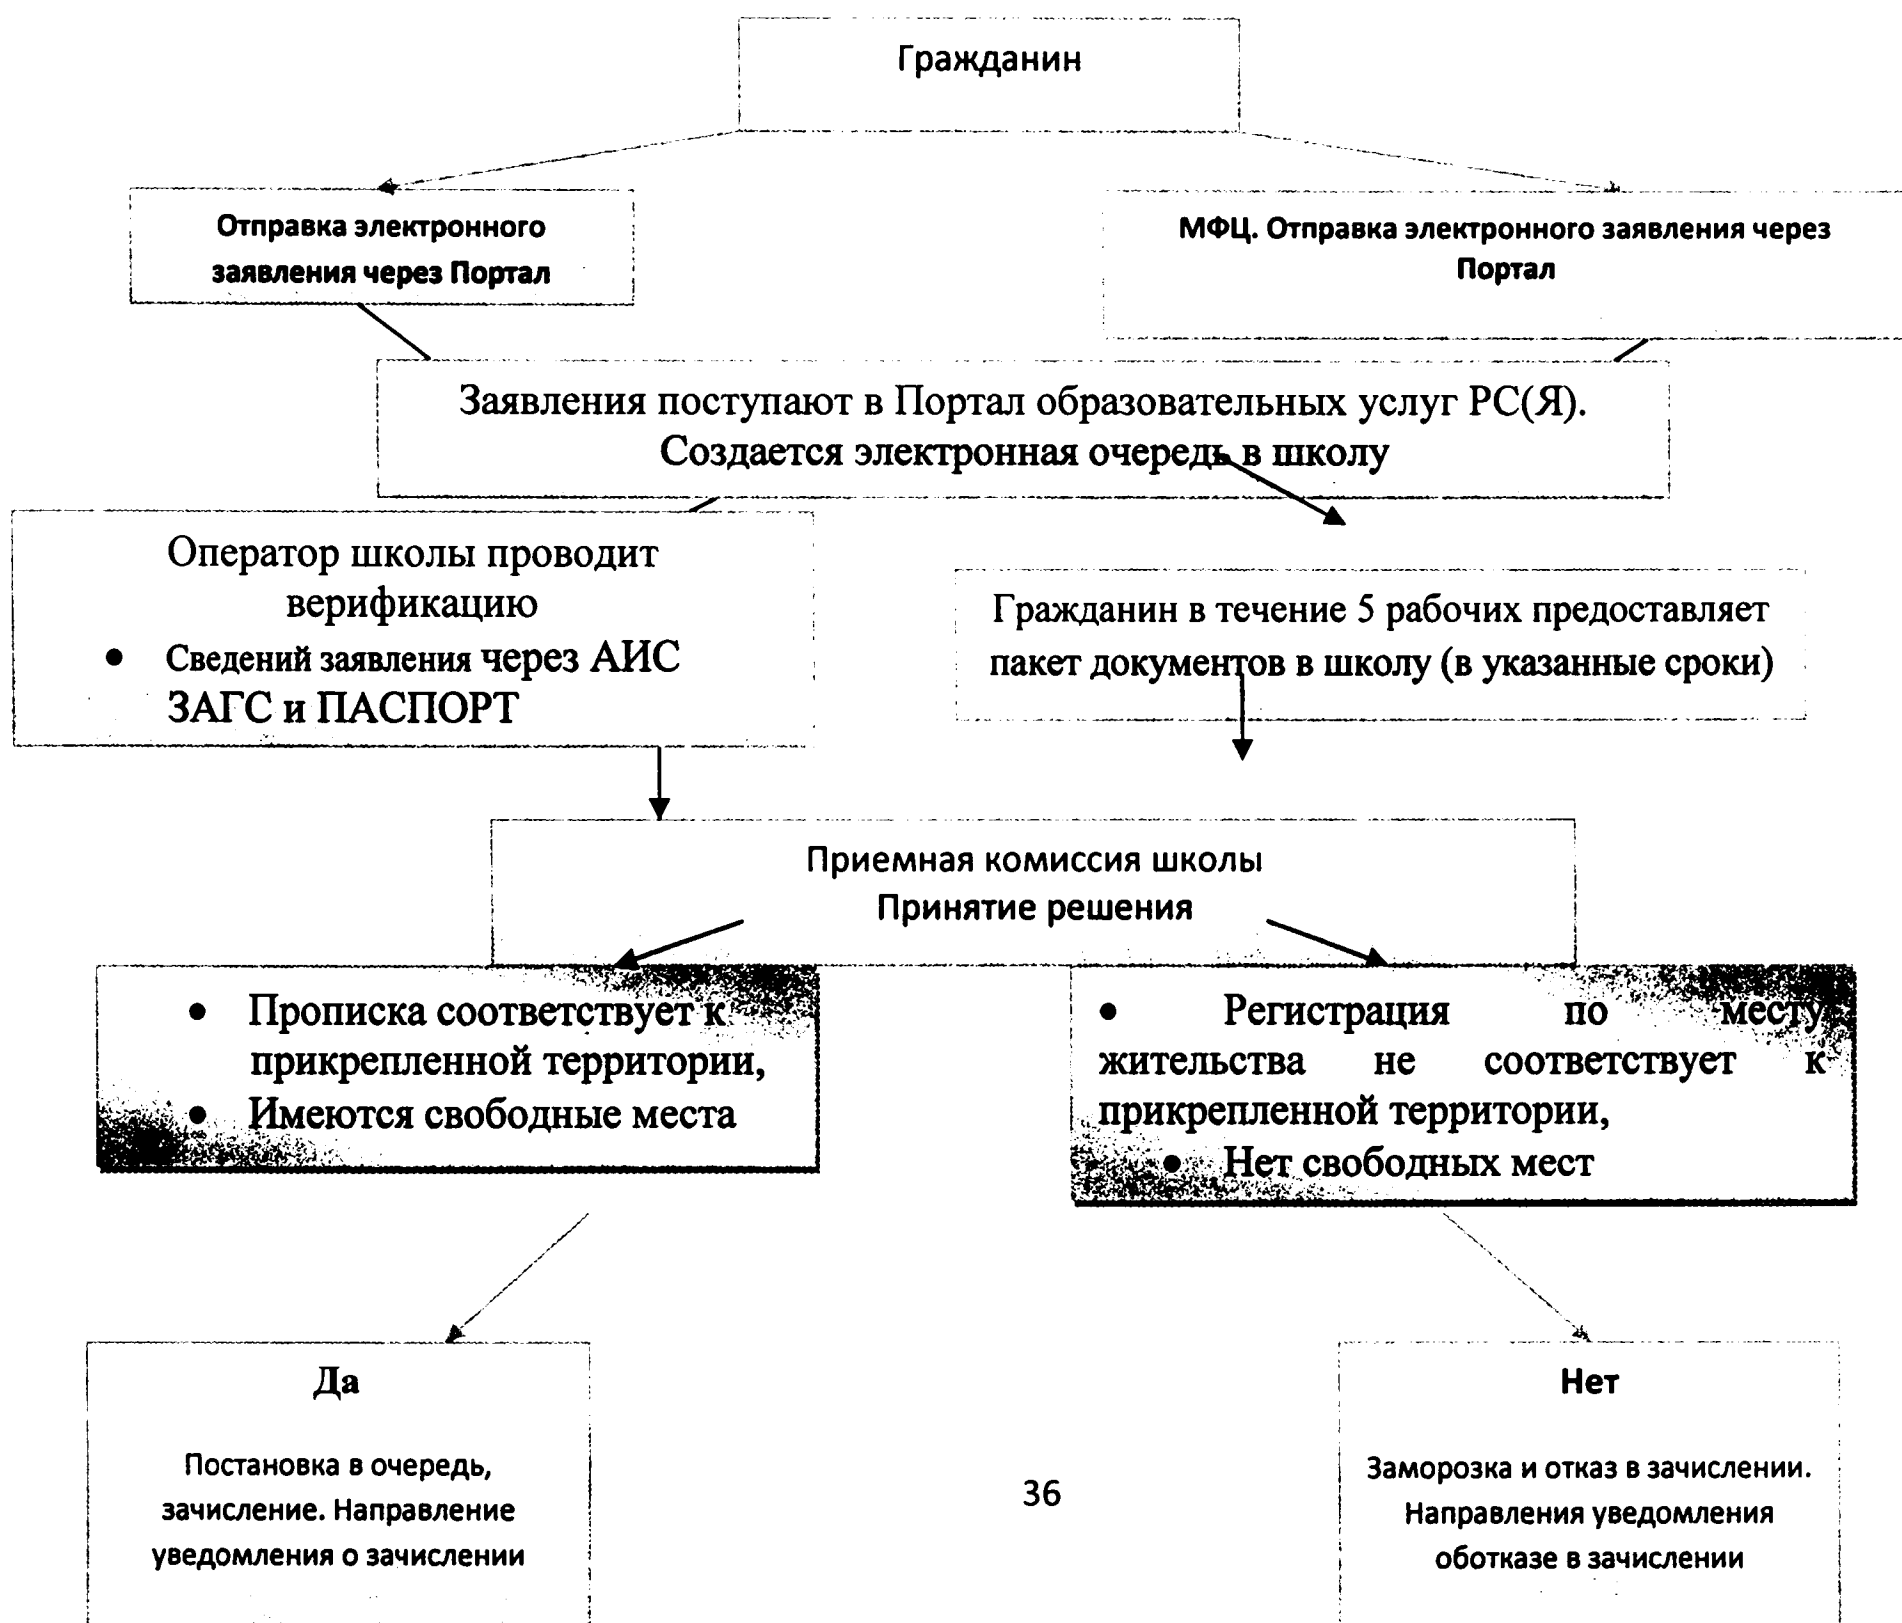 Гражданин
Отправка электронного
заявления через Портал
МФЦ. Отправка электронного заявления через
Портал
Заявления поступают в Портал образовательных услуг РС(Я).
Создается электронная очередь в школу
Оператор школы проводит
верификацию
• Сведений заявления через АИС
ЗАГС и ПАСПОРТ
Гражданин в течение 5 рабочих предоставляет
пакет документов в школу (в указанные сроки)
Приемная комиссия школы
Принятие решения
• Прописка соответствует к
прикрепленной территории,
• Имеются свободные места
• Регистрация по месту
жительства не соответствует к
прикрепленной территории,
• Нет свободных мест
Да
Постановка в очередь,
зачисление. Направление
уведомления о зачислении
36
Нет
Заморозка и отказ в зачислении.
Направления уведомления
оботказе в зачислении